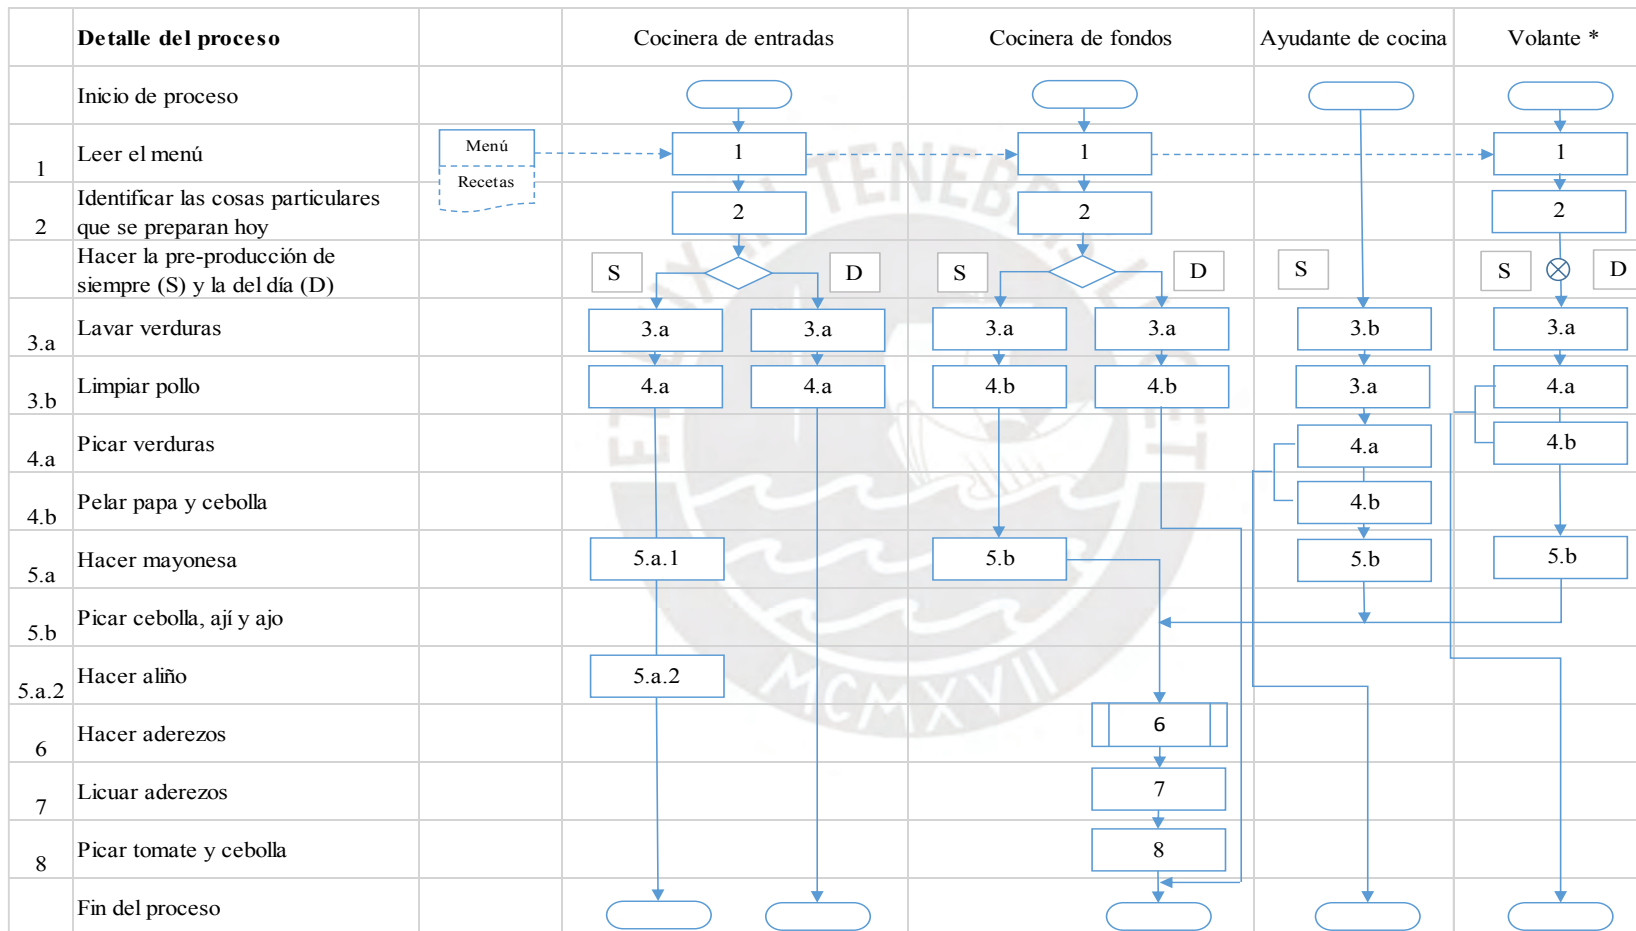 Detalle del proceso
Cocinera de entradas
Cocinera de fondos
Ayudante de cocina
Volante *
Inicio de proceso
1
Leer el menú
Menú
Recetas
1
1
1
2
Identificar las cosas particulares
que se preparan hoy
2
2
2
Hacer la pre-producción de
siempre (S) y la del día (D)
S
D
S
D
S
S
D
3.a
Lavar verduras
3.a
3.a
3.a
3.a
3.b
3.a
3.b
Limpiar pollo
4.a
4.a
4.b
4.b
3.a
4.a
4.a
Picar verduras
4.a
4.b
4.b
Pelar papa y cebolla
4.b
5.a
Hacer mayonesa
5.a.1
5.b
5.b
5.b
5.b
Picar cebolla, ají y ajo
5.a.2
Hacer aliño
5.a.2
6
Hacer aderezos
6
7
Licuar aderezos
7
8
Picar tomate y cebolla
8
Fin del proceso
MCMXVII